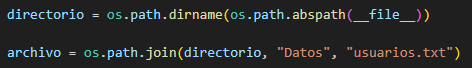 directorio = os.path.dirname(os.path.abspath(__file__))
archivo = os.path.join(directorio, "Datos", "usuarios.txt")